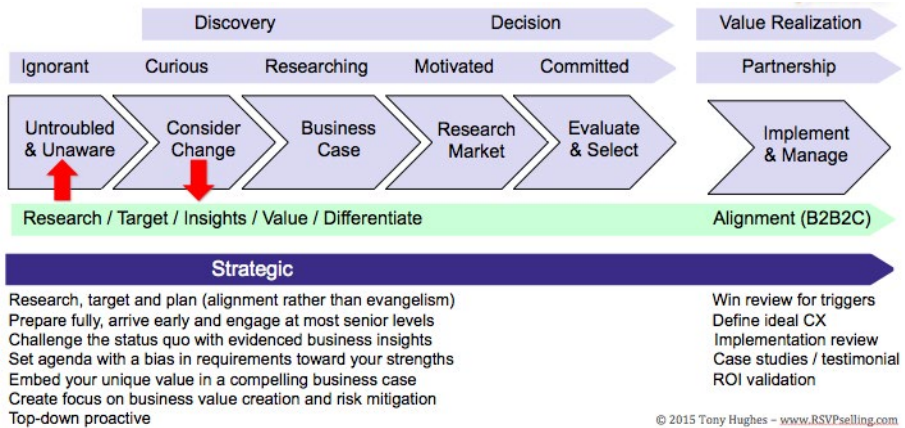 Discovery
Decision
Value Realization
Ignorant
Curious
Researching
Motivated
Committed
Partnership
Untroubled
& Unaware
Consider
Change
Business
Case
Research
Market
Evaluate
& Select
Implement
& Manage
Research / Target / Insights / Value / Differentiate
Alignment (B2B2C)
Strategic
Research, target and plan (alignment rather than evangelism)
Prepare fully, arrive early and engage at most senior levels
Challenge the status quo with evidenced business insights
Set agenda with a bias in requirements toward your strengths
Embed your unique value in a compelling business case
Create focus on business value creation and risk mitigation
Top-down proactive
Win review for triggers
Define ideal CX
Implementation review
Case studies / testimonial
ROI validation
© 2015 Tony Hughes – www.RSVPselling.com